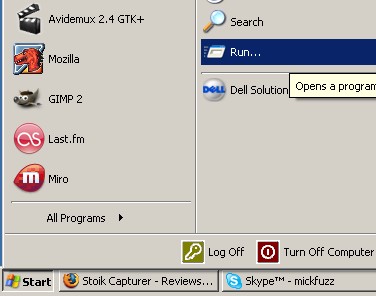 Avidemux 2.4 GTK+
Search
Mozilla
Run...
GIMP 2
DELL
Dell Solution
Opens a program
Last.fm
Miro
All Programs
Log Off
Turn Off Computer
Start
Stoik Capturer - Reviews...
Skype™ - mickfuzz